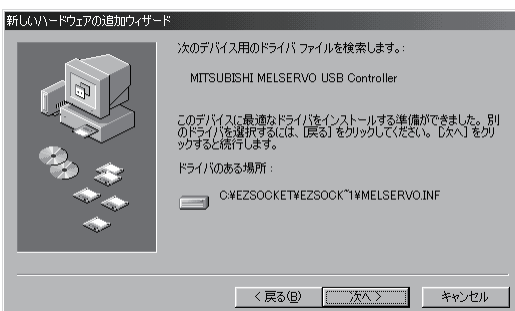 新しいハードウェアの追加ウィザード
次のデバイス用のドライバ ファイルを検索します。:
MITSUBISHI MELSERVO USB Controller
このデバイスに最適なドライバをインストールする準備ができました。別
のドライバを選択するには、[戻る] をクリックしてください。[次へ] をクリ
ックすると続行します。
ドライバのある場所 :
C:¥EZSOCKET¥EZSOCK~1¥MELSERVO.INF
< 戻る(B)
次へ >
キャンセル